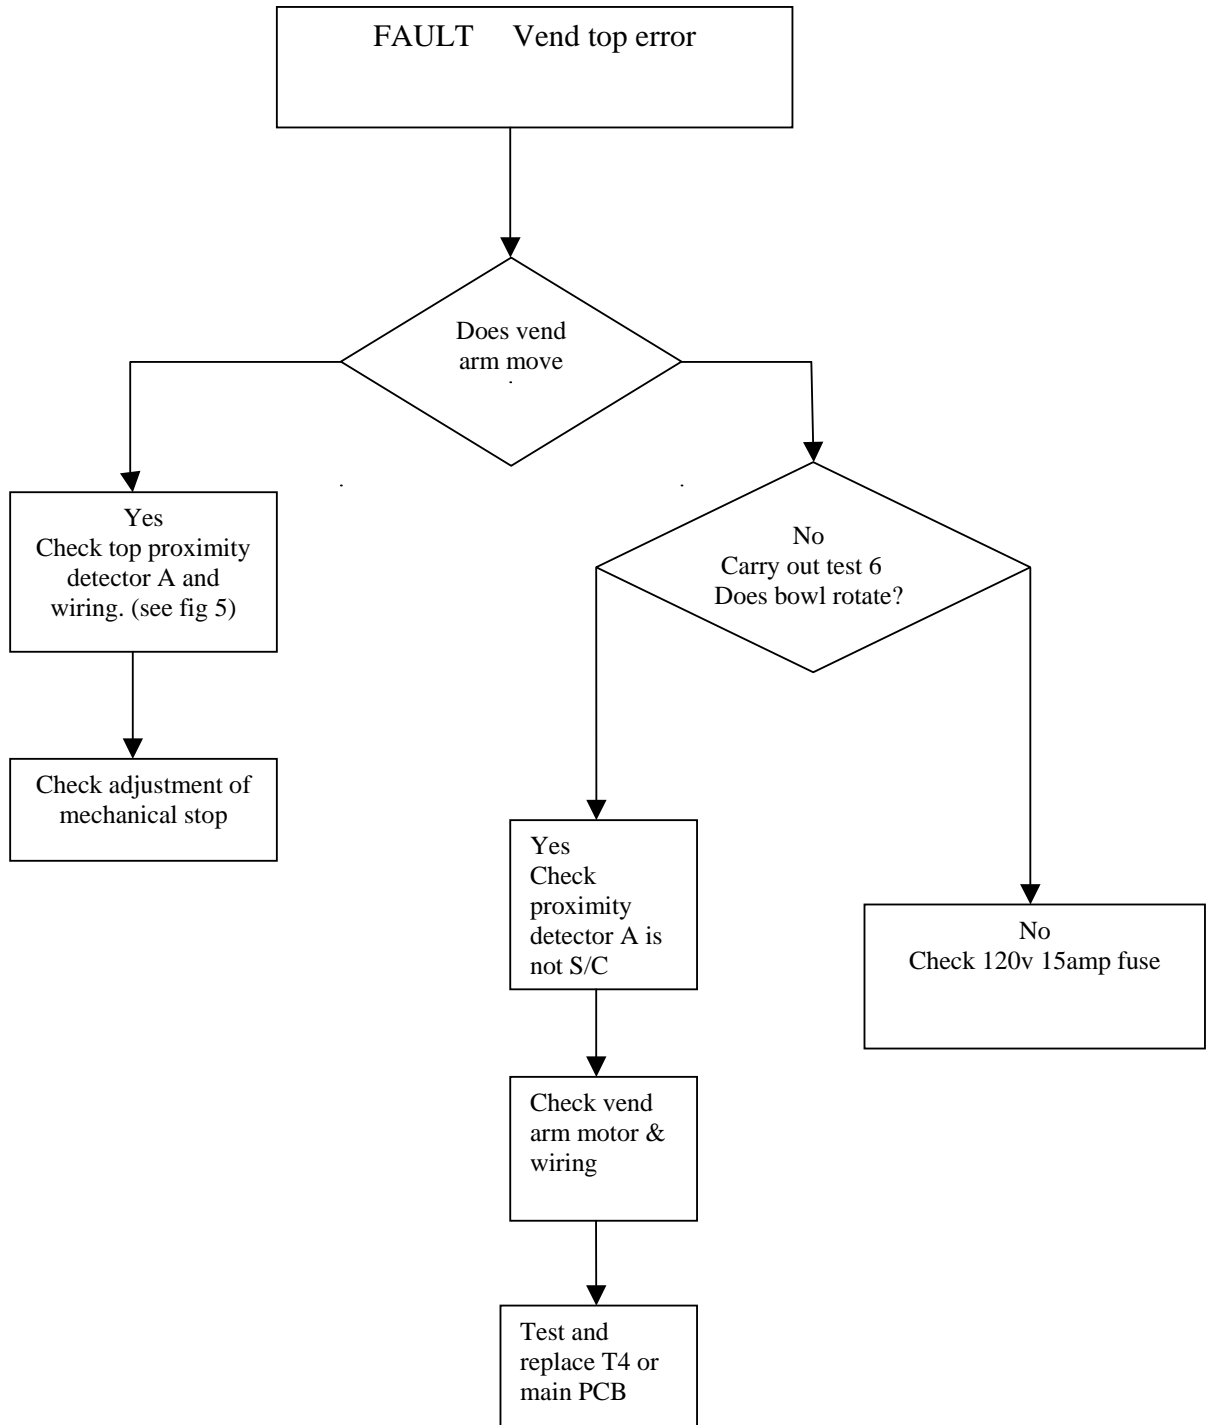 FAULT Vend top error
Does vend
arm move
Yes
Check top proximity
detector A and
wiring. (see fig 5)
Check adjustment of
mechanical stop
No
Carry out test 6
Does bowl rotate?
Yes
Check
proximity
detector A is
not S/C
Check vend
arm motor &
wiring
Test and
replace T4 or
main PCB
No
Check 120v 15amp fuse